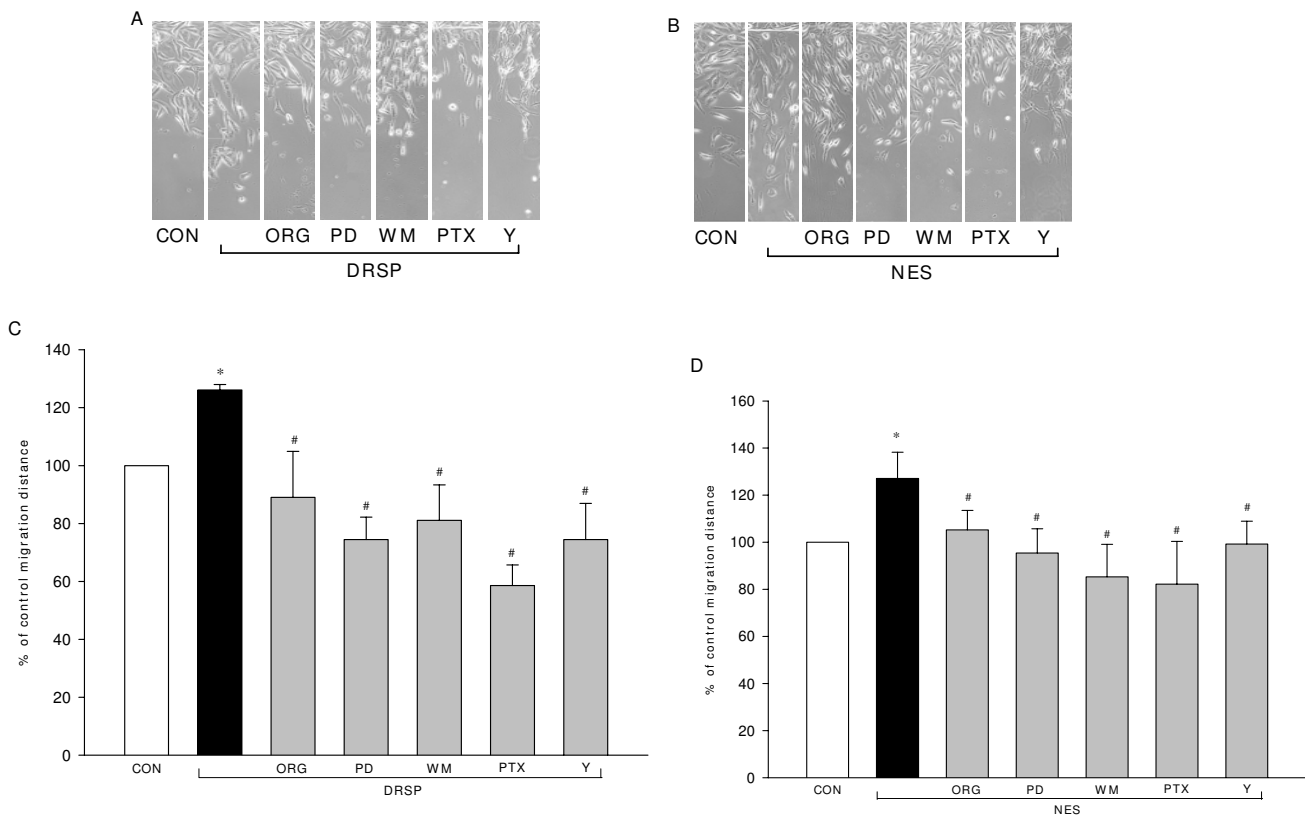 A
CON ORG PD WM PTX Y
DRSP
B
CON ORG PD WM PTX Y
NES
C
% of control migration distance
140
120
100
80
60
40
20
0
*
#
#
#
#
#
CON ORG PD WM PTX Y
DRSP
D
% of control migration distance
160
140
120
100
80
60
40
20
0
*
#
#
#
#
#
CON ORG PD WM PTX Y
NES